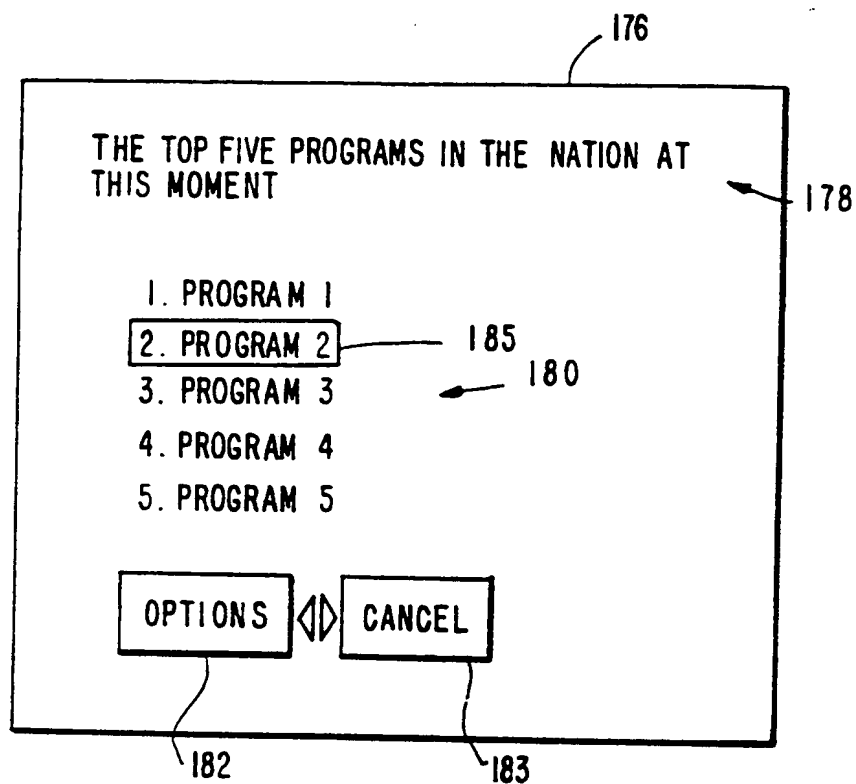 176
THE TOP FIVE PROGRAMS IN THE NATION AT
THIS MOMENT
178
1. PROGRAM 1
2. PROGRAM 2
185
180
3. PROGRAM 3
4. PROGRAM 4
5. PROGRAM 5
OPTIONS
CANCEL
182
183